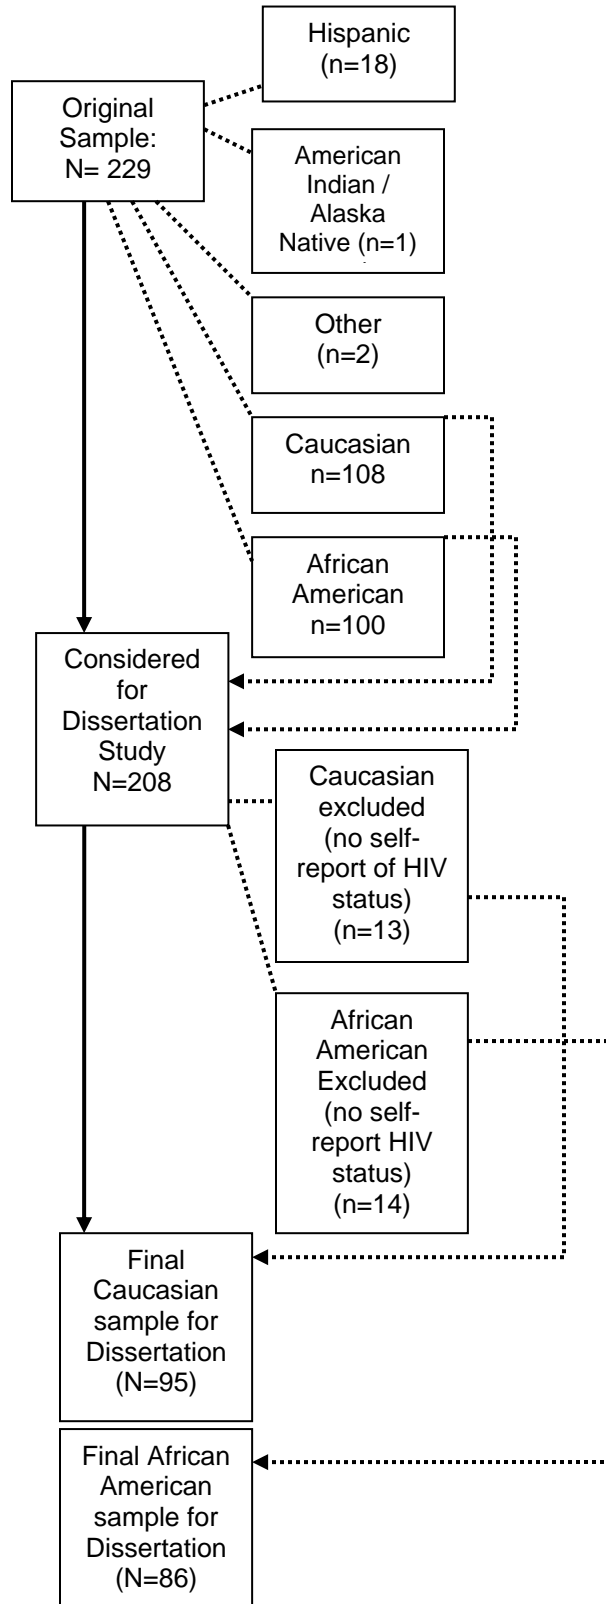 Hispanic
(n=18)
Original
Sample:
N= 229
American
Indian /
Alaska
Native (n=1)
Other
(n=2)
Caucasian
n=108
African
American
n=100
Considered
for
Dissertation
Study
N=208
Caucasian
excluded
(no self-
report of HIV
status)
(n=13)
African
American
Excluded
(no self-
report HIV
status)
(n=14)
Final
Caucasian
sample for
Dissertation
(N=95)
Final African
American
sample for
Dissertation
(N=86)